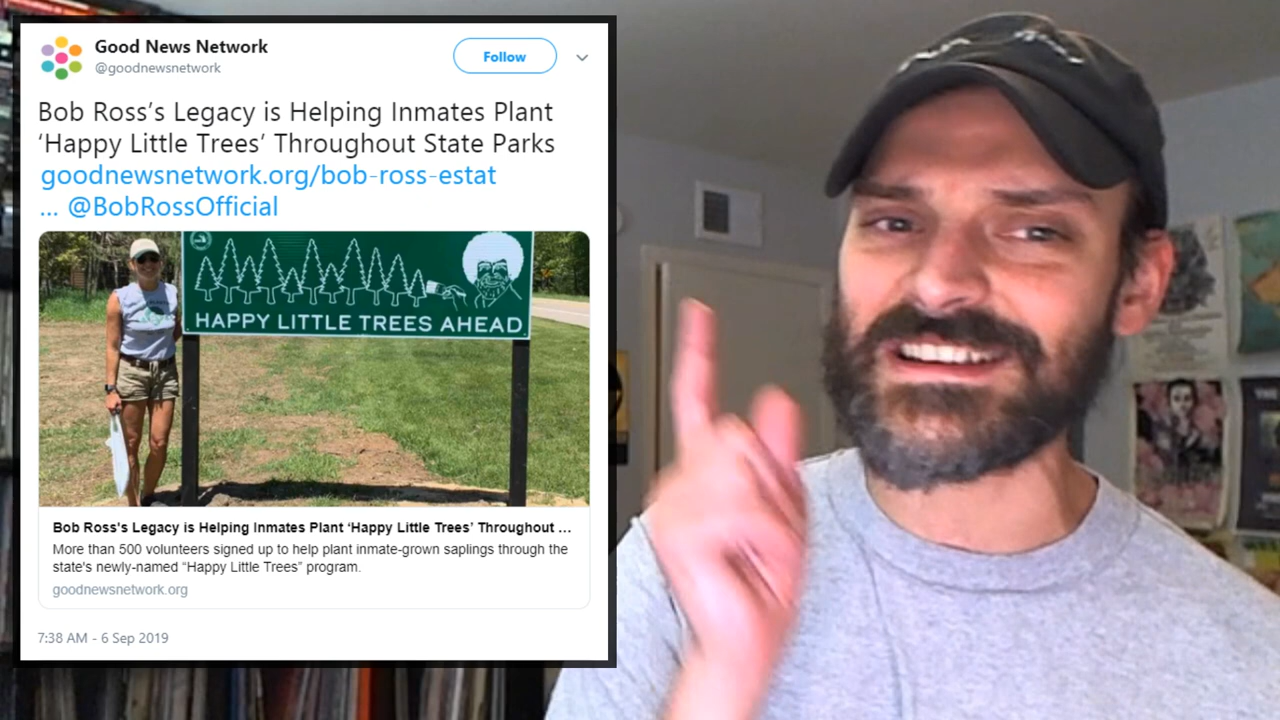 Good News Network
@goodnewsnetwork
Follow
Bob Ross’s Legacy is Helping Inmates Plant
‘Happy Little Trees’ Throughout State Parks
goodnewsnetwork.org/bob-ross-estat
... @BobRossOfficial
HAPPY LITTLE TREES AHEAD
Bob Ross's Legacy is Helping Inmates Plant ‘Happy Little Trees’ Throughout ...
More than 500 volunteers signed up to help plant inmate-grown saplings through the
state's newly-named “Happy Little Trees” program.
goodnewsnetwork.org
7:38 AM - 6 Sep 2019